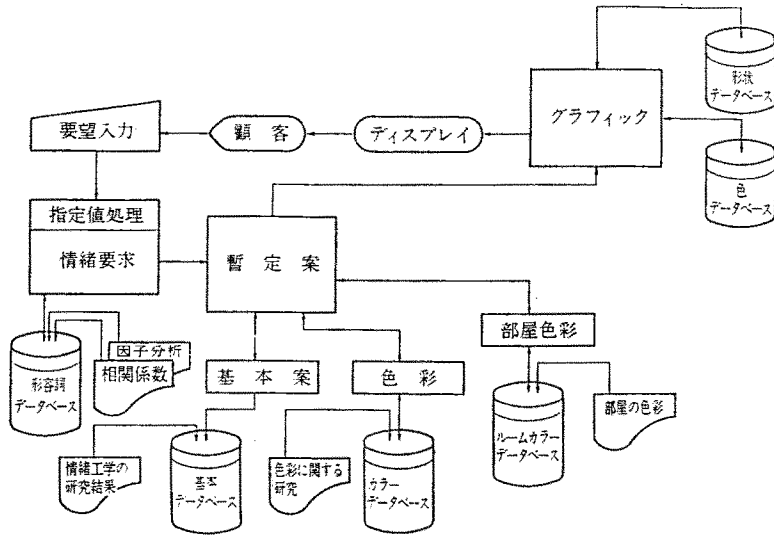 形状
データベース
グラフィック
ディスプレイ
顧客
要望入力
色
データベース
指定値処理
情緒要求
暫定案
部屋色彩
因子分析
相関係数
形容詞
データベース
基本案
色彩
部屋の色彩
ルームカラー
データベース
情緒工学の
研究結果
基本
データベース
色彩に関する
研究
カラー
データベース